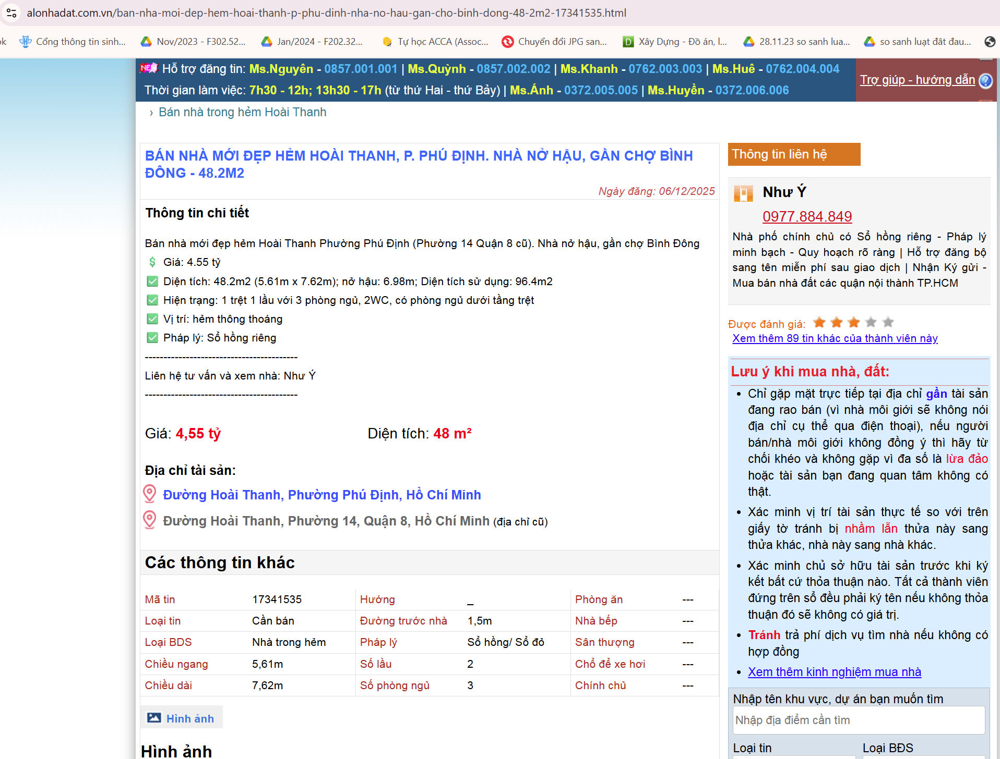 alonhadat.com.vn/ban-nha-moi-dep-hem-hoai-thanh-p-phu-dinh-nha-no-hau-gan-cho-binh-dong-48-2m2-17341535.html
ok
Cổng thông tin sinh...
Nov/2023 - F302.52...
Jan/2024 - F202.32...
Tự học ACCA (Assoc...
Chuyển đổi JPG san...
Xây Dựng - Đồ án, l...
28.11.23 so sanh lua...
so sanh luạt đât đau...
NEW Hỗ trợ đăng tin: Ms.Nguyên - 0857.001.001 | Ms.Quỳnh - 0857.002.002 | Ms.Khanh - 0762.003.003 | Ms.Huê - 0762.004.004
Thời gian làm việc: 7h30 - 12h; 13h30 - 17h (từ thứ Hai - thứ Bảy) | Ms.Ánh - 0372.005.005 | Ms.Huyền - 0372.006.006
Trợ giúp - hướng dẫn
› Bán nhà trong hẻm Hoài Thanh
BÁN NHÀ MỚI ĐẸP HẺM HOÀI THANH, P. PHÚ ĐỊNH. NHÀ NỞ HẬU, GẦN CHỢ BÌNH
ĐÔNG - 48.2M2
Ngày đăng: 06/12/2025
Thông tin chi tiết
Bán nhà mới đẹp hẻm Hoài Thanh Phường Phú Định (Phường 14 Quận 8 cũ). Nhà nở hậu, gần chợ Bình Đông
Giá: 4.55 tỷ
Diện tích: 48.2m2 (5.61m x 7.62m); nở hậu: 6.98m; Diện tích sử dụng: 96.4m2
Hiện trạng: 1 trệt 1 lầu với 3 phòng ngủ, 2WC, có phòng ngủ dưới tầng trệt
Vị trí: hẻm thông thoáng
Pháp lý: Sổ hồng riêng
-----------------------------------------
Liên hệ tư vấn và xem nhà: Như Ý
-----------------------------------------
Giá: 4,55 tỷ
Diện tích: 48 m²
Địa chỉ tài sản:
Đường Hoài Thanh, Phường Phú Định, Hồ Chí Minh
Đường Hoài Thanh, Phường 14, Quận 8, Hồ Chí Minh (địa chỉ cũ)
Các thông tin khác
Mã tin 17341535 Hướng _ Phòng ăn ---
Loại tin Cần bán Đường trước nhà 1,5m Nhà bếp ---
Loại BDS Nhà trong hẻm Pháp lý Sổ hồng/ Sổ đỏ Sân thượng ---
Chiều ngang 5,61m Số lầu 2 Chổ để xe hơi ---
Chiều dài 7,62m Số phòng ngủ 3 Chính chủ ---
Hình ảnh
Hình ảnh
Thông tin liên hệ
Như Ý
0977.884.849
Nhà phố chính chủ có Sổ hồng riêng - Pháp lý
minh bạch - Quy hoạch rõ ràng | Hỗ trợ đăng bộ
sang tên miễn phí sau giao dịch | Nhận Ký gửi -
Mua bán nhà đất các quận nội thành TP.HCM
Được đánh giá:
Xem thêm 89 tin khác của thành viên này
Lưu ý khi mua nhà, đất:
• Chỉ gặp mặt trực tiếp tại địa chỉ gần tài sản
đang rao bán (vì nhà môi giới sẽ không nói
địa chỉ cụ thể qua điện thoại), nếu người
bán/nhà môi giới không đồng ý thì hãy từ
chối khéo và không gặp vì đa số là lừa đảo
hoặc tài sản bạn đang quan tâm không có
thật.
• Xác minh vị trí tài sản thực tế so với trên
giấy tờ tránh bị nhầm lẫn thửa này sang
thửa khác, nhà này sang nhà khác.
• Xác minh chủ sở hữu tài sản trước khi ký
kết bất cứ thỏa thuận nào. Tất cả thành viên
đứng trên sổ đều phải ký tên nếu không thỏa
thuận đó sẽ không có giá trị.
• Tránh trả phí dịch vụ tìm nhà nếu không có
hợp đồng
• Xem thêm kinh nghiệm mua nhà
Nhập tên khu vực, dự án bạn muốn tìm
Nhập địa điểm cần tìm
Loại tin
Loại BĐS